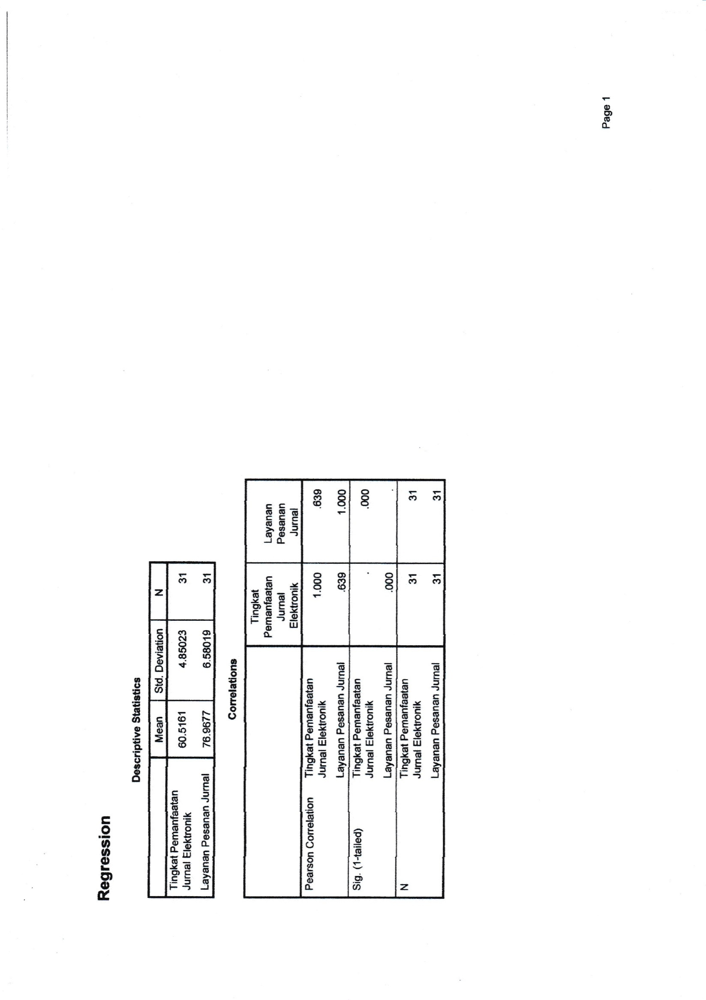 Regression
Descriptive Statistics
Mean Std. Deviation N
Tingkat Pemanfaatan
Jurnal Elektronik 60.5161 4.85023 31
Layanan Pesanan Jurnal 76.9677 6.58019 31
Correlations
Tingkat
Pemanfaatan
Jurnal
Elektronik
Layanan
Pesanan
Jurnal
Pearson Correlation Tingkat Pemanfaatan
Jurnal Elektronik 1.000 .639
Layanan Pesanan Jurnal .639 1.000
Sig. (1-tailed) Tingkat Pemanfaatan
Jurnal Elektronik . .000
Layanan Pesanan Jurnal .000 .
N Tingkat Pemanfaatan
Jurnal Elektronik 31 31
Layanan Pesanan Jurnal 31 31
Page 1